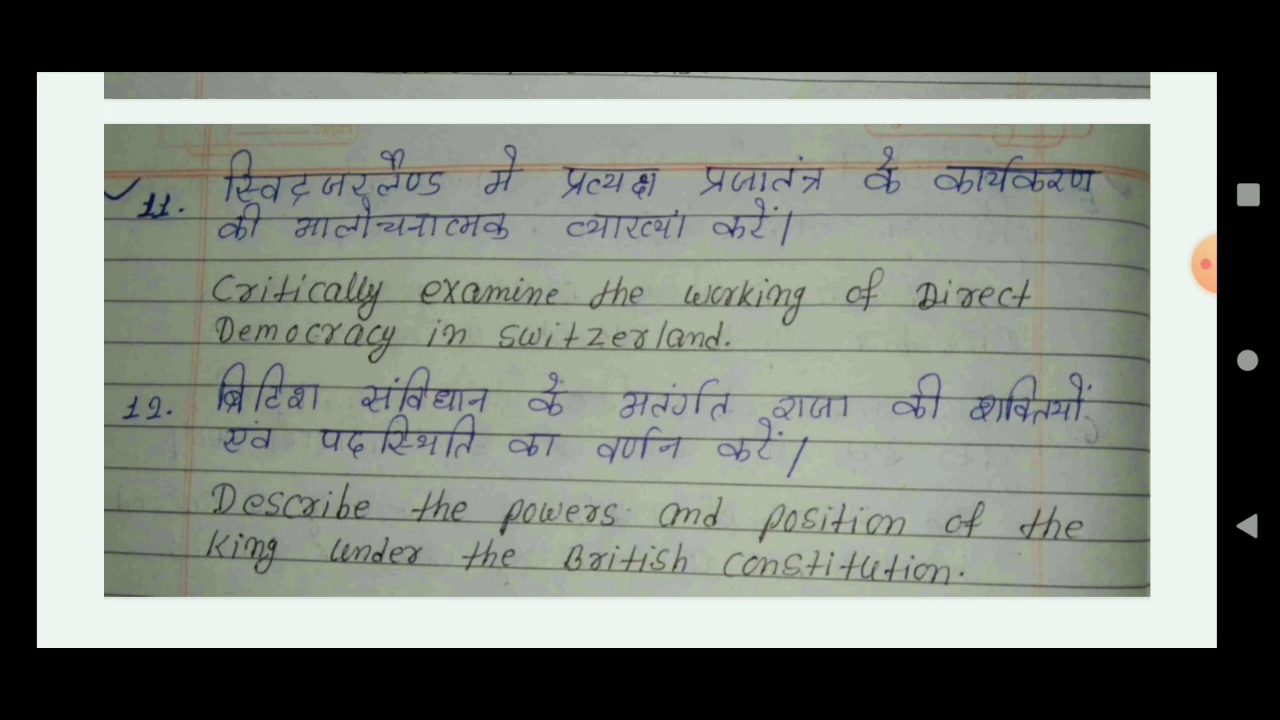 11. स्विट्जरलैण्ड मे प्रत्यक्ष प्रजातंत्र के कार्यकरण
की आलोचनात्मक व्याख्यां करें।
Critically examine the working of Direct
Democracy in Switzerland.
12. ब्रिटिश संविधान के अतंर्गत राजा की शक्तियों
एवं पदस्थिति का वर्णन करें।
Describe the powers and position of the
King under the British constitution.